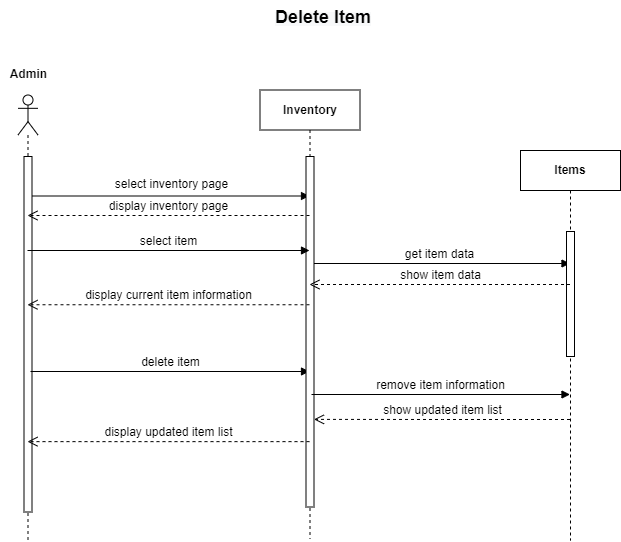 Delete Item
Admin
Inventory
Items
select inventory page
display inventory page
select item
get item data
show item data
display current item information
delete item
remove item information
show updated item list
display updated item list